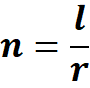 n = l/r